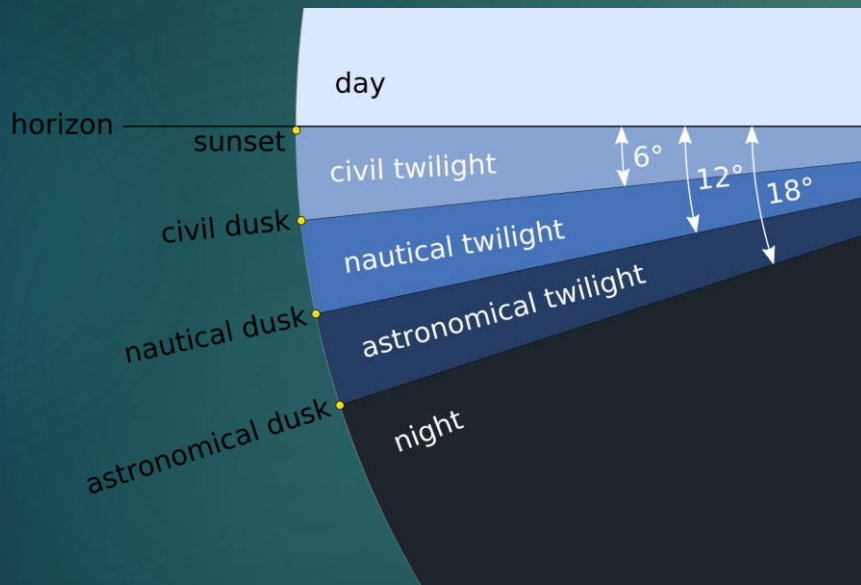 day
horizon
sunset
civil twilight
6°
12°
18°
civil dusk
nautical twilight
nautical dusk
astronomical twilight
astronomical dusk
night